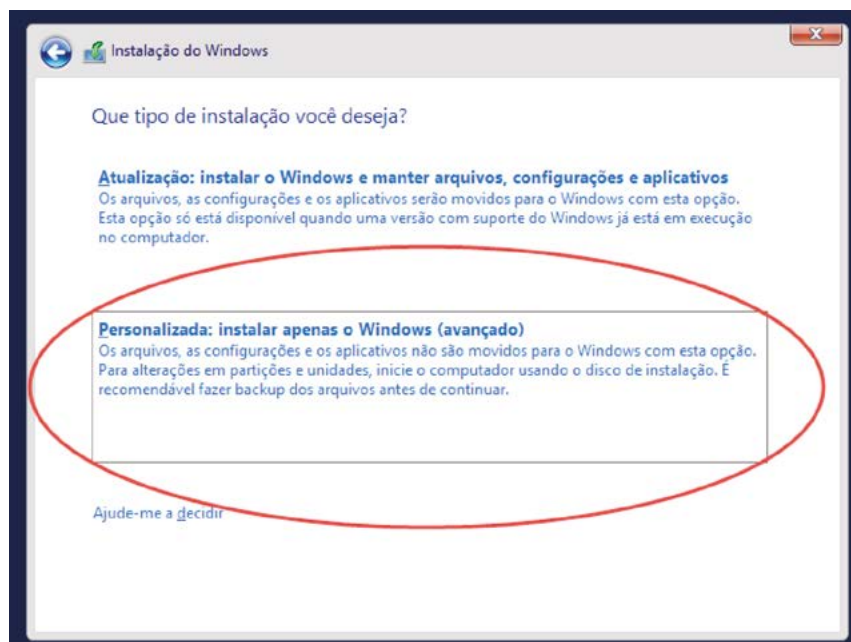 Instalação do Windows
Que tipo de instalação você deseja?
Atualização: instalar o Windows e manter arquivos, configurações e aplicativos
Os arquivos, as configurações e os aplicativos serão movidos para o Windows com esta opção.
Esta opção só está disponível quando uma versão com suporte do Windows já está em execução
no computador.
Personalizada: instalar apenas o Windows (avançado)
Os arquivos, as configurações e os aplicativos não são movidos para o Windows com esta opção.
Para alterações em partições e unidades, inicie o computador usando o disco de instalação. É
recomendável fazer backup dos arquivos antes de continuar.
Ajude-me a decidir